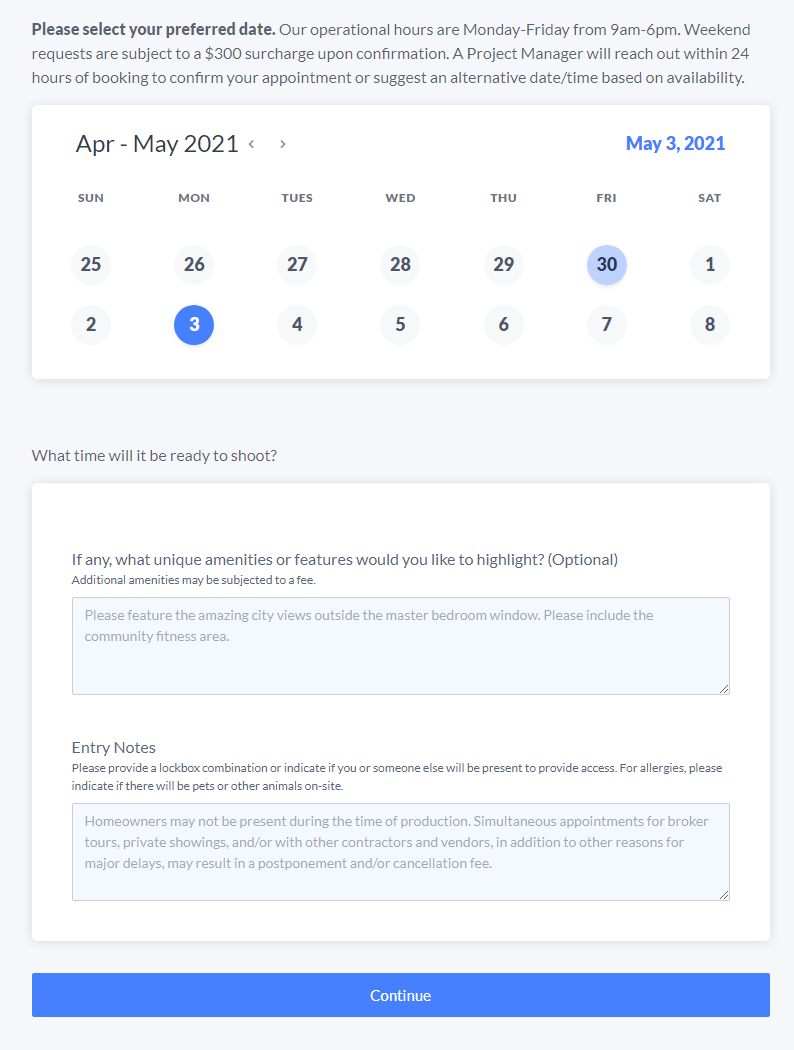 Please select your preferred date. Our operational hours are Monday-Friday from 9am-6pm. Weekend
requests are subject to a $300 surcharge upon confirmation. A Project Manager will reach out within 24
hours of booking to confirm your appointment or suggest an alternative date/time based on availability.
Apr - May 2021 ‹ › May 3, 2021
SUN MON TUES WED THU FRI SAT
25 26 27 28 29 30 1
2 3 4 5 6 7 8
What time will it be ready to shoot?
If any, what unique amenities or features would you like to highlight? (Optional)
Additional amenities may be subjected to a fee.
Please feature the amazing city views outside the master bedroom window. Please include the
community fitness area.
Entry Notes
Please provide a lockbox combination or indicate if you or someone else will be present to provide access. For allergies, please
indicate if there will be pets or other animals on-site.
Homeowners may not be present during the time of production. Simultaneous appointments for broker
tours, private showings, and/or with other contractors and vendors, in addition to other reasons for
major delays, may result in a postponement and/or cancellation fee.
Continue